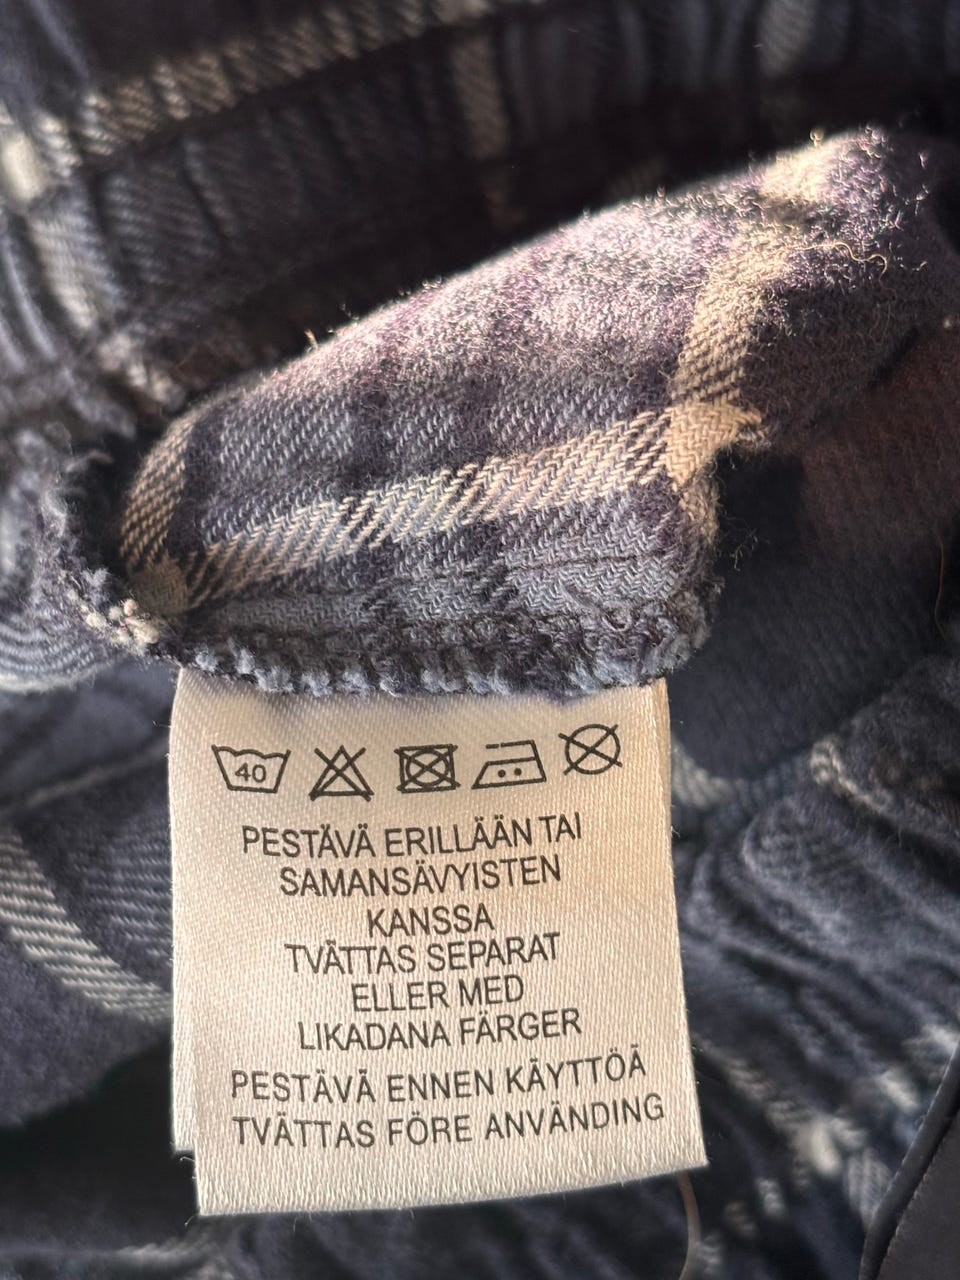 40
PESTÄVÄ ERILLÄÄN TAI
SAMANSÄVYISTEN
KANSSA
TVÄTTAS SEPARAT
ELLER MED
LIKADANA FÄRGER
PESTÄVÄ ENNEN KÄYTTÖÄ
TVÄTTAS FÖRE ANVÄNDING